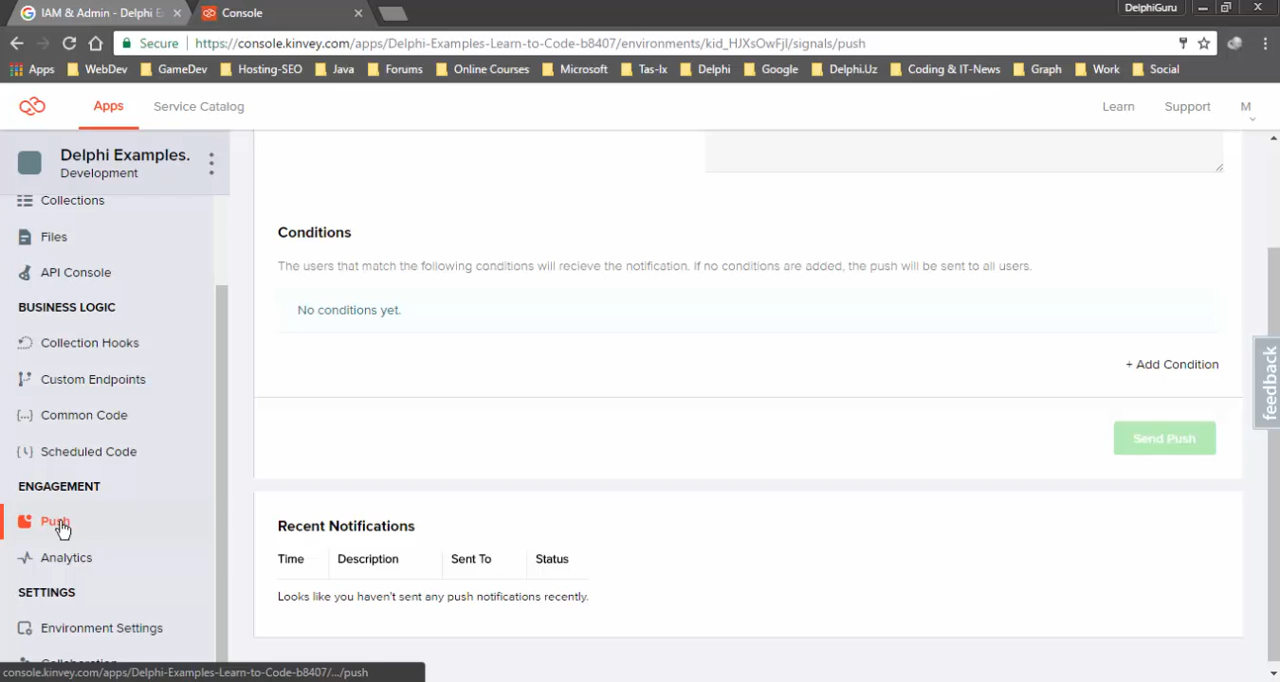 IAM & Admin - Delphi E
Console
DelphiGuru
Secure
https://console.kinvey.com/apps/Delphi-Examples-Learn-to-Code-b8407/environments/kid_HJXsOwFjl/signals/push
Apps WebDev GameDev Hosting-SEO Java Forums Online Courses Microsoft Tas-Ix Delphi Google Delphi.Uz Coding & IT-News Graph Work Social
Apps Service Catalog Learn Support M
Delphi Examples.
Development
Collections
Files
API Console
BUSINESS LOGIC
Collection Hooks
Custom Endpoints
Common Code
Scheduled Code
ENGAGEMENT
Push
Analytics
SETTINGS
Environment Settings
Collaboration
Conditions
The users that match the following conditions will recieve the notification. If no conditions are added, the push will be sent to all users.
No conditions yet.
+ Add Condition
Send Push
Recent Notifications
Time Description Sent To Status
Looks like you haven't sent any push notifications recently.
feedback
console.kinvey.com/apps/Delphi-Examples-Learn-to-Code-b8407/.../push